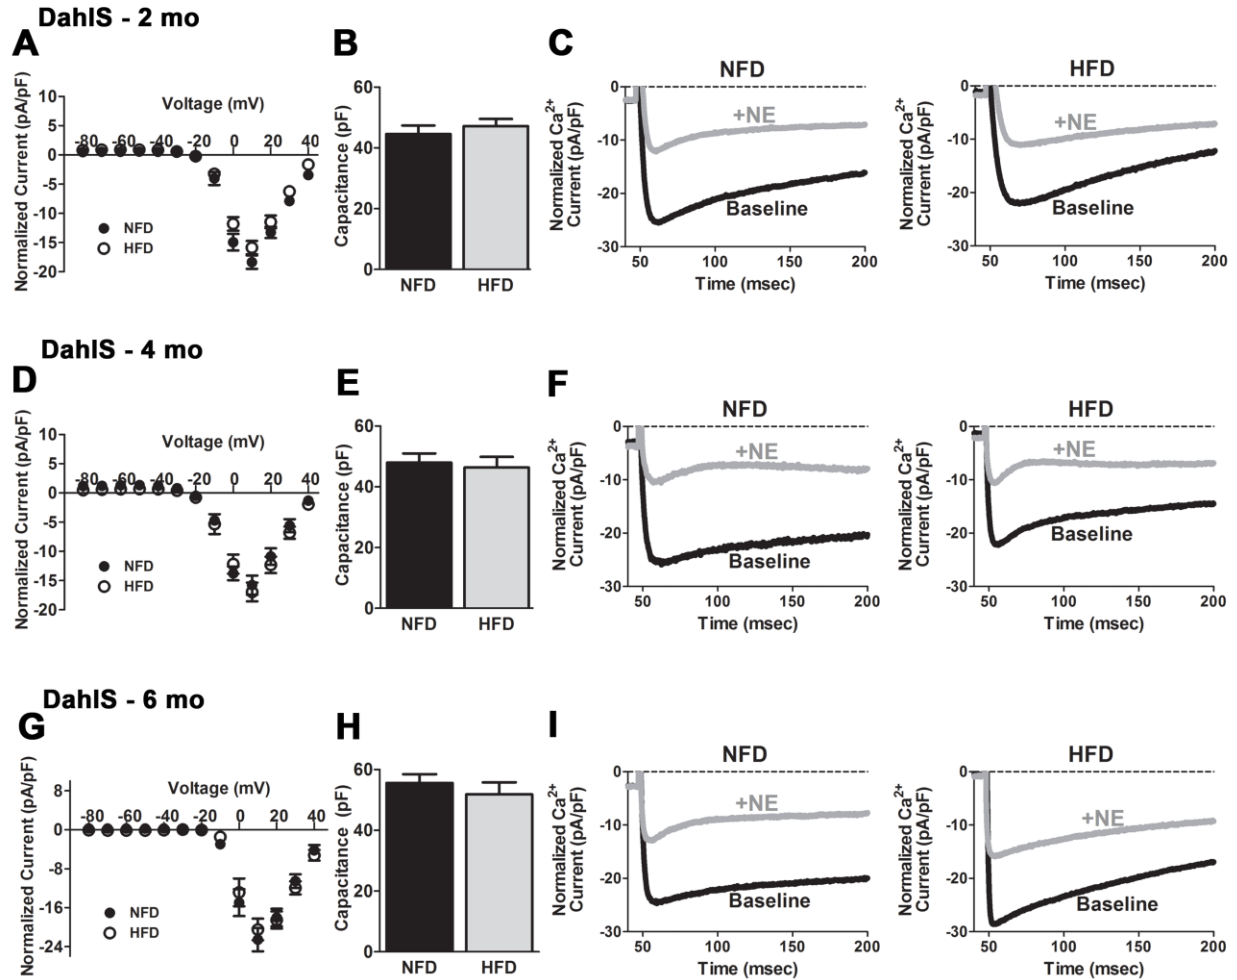 DahlS - 2 mo
A
Normalized Current (pA/pF)
10
5
0
-5
-10
-15
-20
Voltage (mV)
-80 -60 -40 -20 0 20 40
NFD
HFD
B
Capacitance (pF)
60
40
20
0
NFD HFD
C
NFD
Normalized Ca2+
Current (pA/pF)
0
-10
-20
-30
+NE
Baseline
50 100 150 200
Time (msec)
HFD
Normalized Ca2+
Current (pA/pF)
0
-10
-20
-30
+NE
Baseline
50 100 150 200
Time (msec)
DahlS - 4 mo
D
Normalized Current (pA/pF)
10
5
0
-5
-10
-15
-20
Voltage (mV)
-80 -60 -40 -20 0 20 40
NFD
HFD
E
Capacitance (pF)
60
40
20
0
NFD HFD
F
NFD
Normalized Ca2+
Current (pA/pF)
0
-10
-20
-30
+NE
Baseline
50 100 150 200
Time (msec)
HFD
Normalized Ca2+
Current (pA/pF)
0
-10
-20
-30
+NE
Baseline
50 100 150 200
Time (msec)
DahlS - 6 mo
G
Normalized Current (pA/pF)
8
0
-8
-16
-24
Voltage (mV)
-80 -60 -40 -20 0 20 40
NFD
HFD
H
Capacitance (pF)
60
40
20
0
NFD HFD
I
NFD
Normalized Ca2+
Current (pA/pF)
0
-10
-20
-30
+NE
Baseline
50 100 150 200
Time (msec)
HFD
Normalized Ca2+
Current (pA/pF)
0
-10
-20
-30
+NE
Baseline
50 100 150 200
Time (msec)